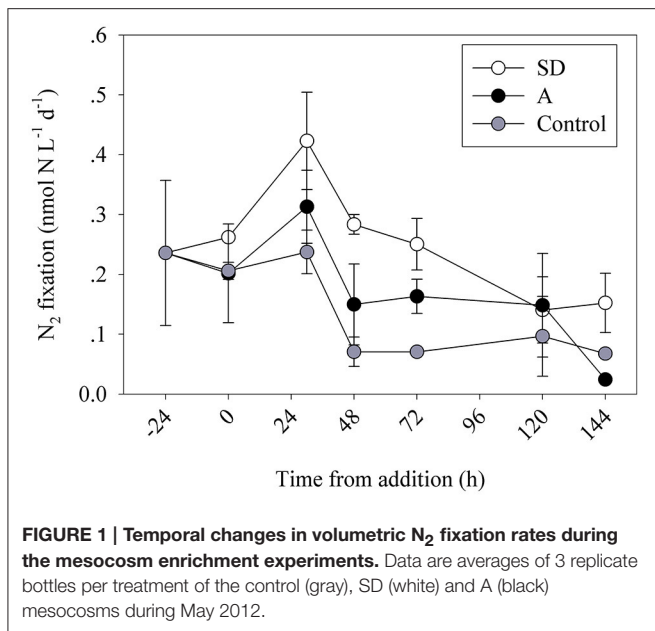 .6
.5
.4
.3
.2
.1
0.0
N2 fixation (nmol N L-1 d-1)
SD
A
Control
-24
0
24
48
72
96
120
144
Time from addition (h)
FIGURE 1 | Temporal changes in volumetric N2 fixation rates during
the mesocosm enrichment experiments. Data are averages of 3 replicate
bottles per treatment of the control (gray), SD (white) and A (black)
mesocosms during May 2012.